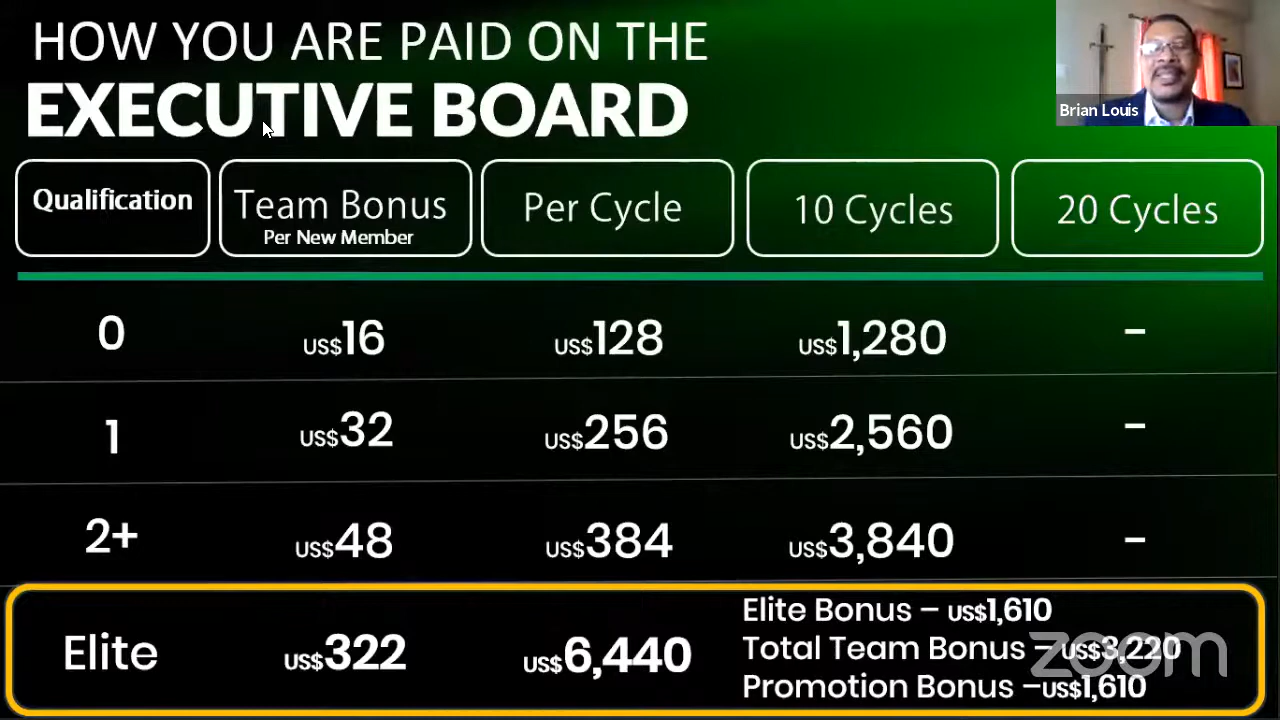 HOW YOU ARE PAID ON THE
EXECUTIVE BOARD
Brian Louis
Qualification
Team Bonus
Per New Member
Per Cycle
10 Cycles
20 Cycles
0 US$16 US$128 US$1,280 -
1 US$32 US$256 US$2,560 -
2+ US$48 US$384 US$3,840 -
Elite US$322 US$6,440
Elite Bonus – US$1,610
Total Team Bonus – US$3,220
Promotion Bonus –US$1,610
zoom